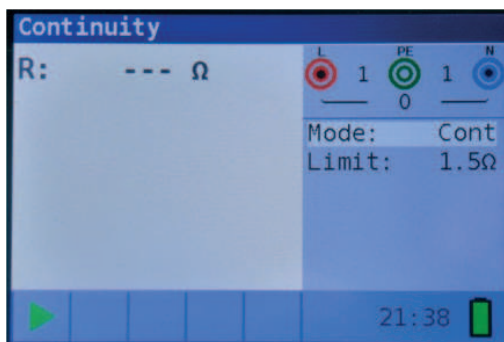 Continuity
R: --- Ω
L PE N
1 1
0
Mode: Cont
Limit: 1.5Ω
21:38